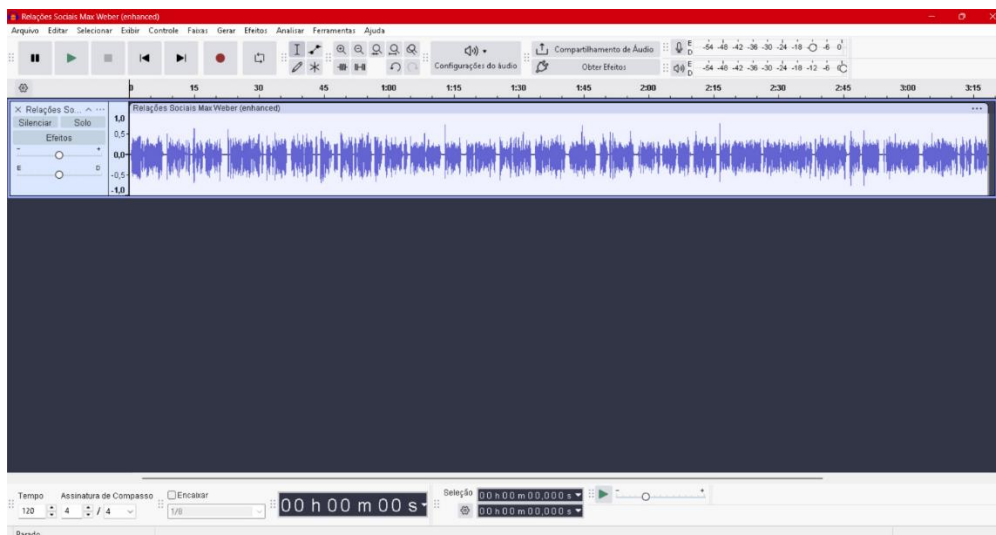 Relações Sociais Max Weber (enhanced)
Arquivo Editar Selecionar Exibir Controle Faixas Gerar Efeitos Analisar Ferramentas Ajuda
Configurações do áudio
Compartilhamento de Áudio
Obter Efeitos
E D -54 -48 -42 -36 -30 -24 -18 -6 0
E D -54 -48 -42 -36 -30 -24 -18 -12 -6
0 15 30 45 1:00 1:15 1:30 1:45 2:00 2:15 2:30 2:45 3:00 3:15
Relações So...
Relações Sociais Max Weber (enhanced)
Silenciar Solo
Efeitos
- +
E D
1,0
0,5
0,0
-0,5
-1,0
Tempo Assinatura de Compasso Encaixar
120 4 / 4 1/8
00 h 00 m 00 s
Seleção 00 h 00 m 00,000 s
00 h 00 m 00,000 s
- +
Parado